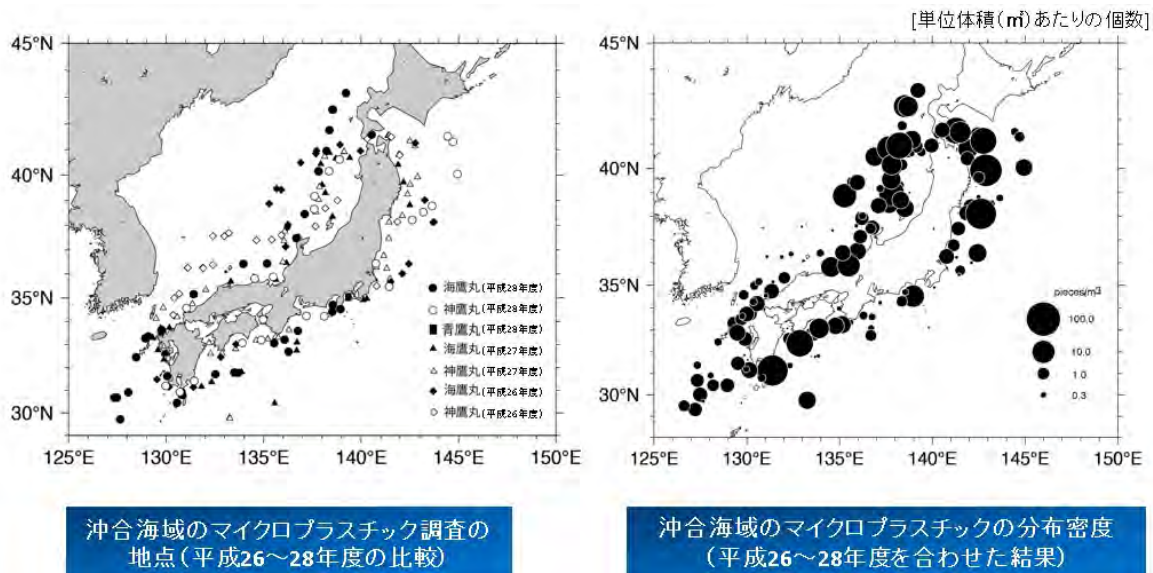 [単位体積(㎥)あたりの個数]
45°N
40°N
35°N
30°N
125°E 130°E 135°E 140°E 145°E 150°E
海鷹丸(平成28年度)
神鷹丸(平成28年度)
青鷹丸(平成28年度)
海鷹丸(平成27年度)
神鷹丸(平成27年度)
海鷹丸(平成26年度)
神鷹丸(平成26年度)
45°N
40°N
35°N
30°N
125°E 130°E 135°E 140°E 145°E 150°E
pieces/m3
100.0
10.0
1.0
0.3
沖合海域のマイクロプラスチック調査の
地点(平成26～28年度の比較)
沖合海域のマイクロプラスチックの分布密度
(平成26～28年度を合わせた結果)